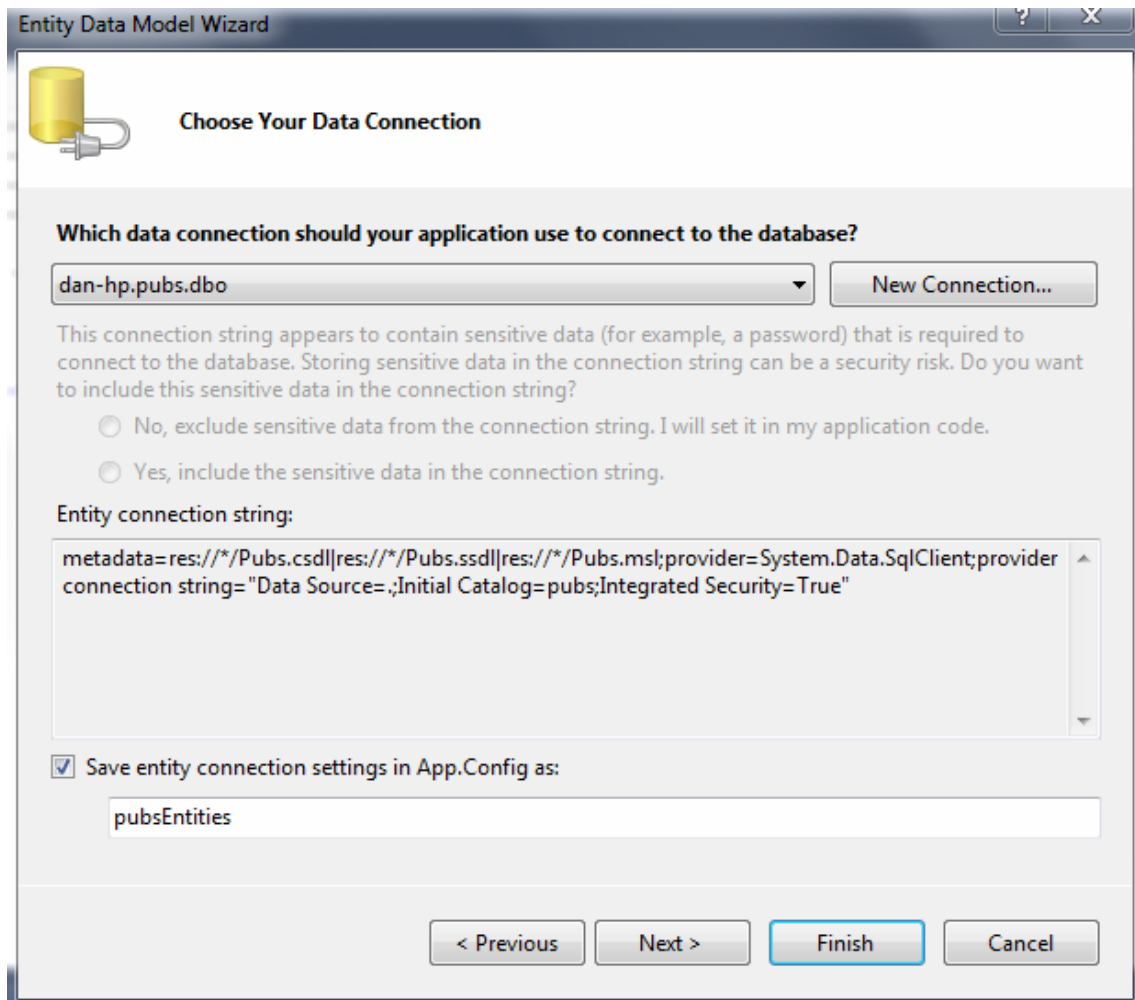 Entity Data Model Wizard
?
X
Choose Your Data Connection
Which data connection should your application use to connect to the database?
dan-hp.pubs.dbo
New Connection...
This connection string appears to contain sensitive data (for example, a password) that is required to
connect to the database. Storing sensitive data in the connection string can be a security risk. Do you want
to include this sensitive data in the connection string?
No, exclude sensitive data from the connection string. I will set it in my application code.
Yes, include the sensitive data in the connection string.
Entity connection string:
metadata=res://*/Pubs.csdl|res://*/Pubs.ssdl|res://*/Pubs.msl;provider=System.Data.SqlClient;provider
connection string="Data Source=.;Initial Catalog=pubs;Integrated Security=True"
Save entity connection settings in App.Config as:
pubsEntities
< Previous
Next >
Finish
Cancel